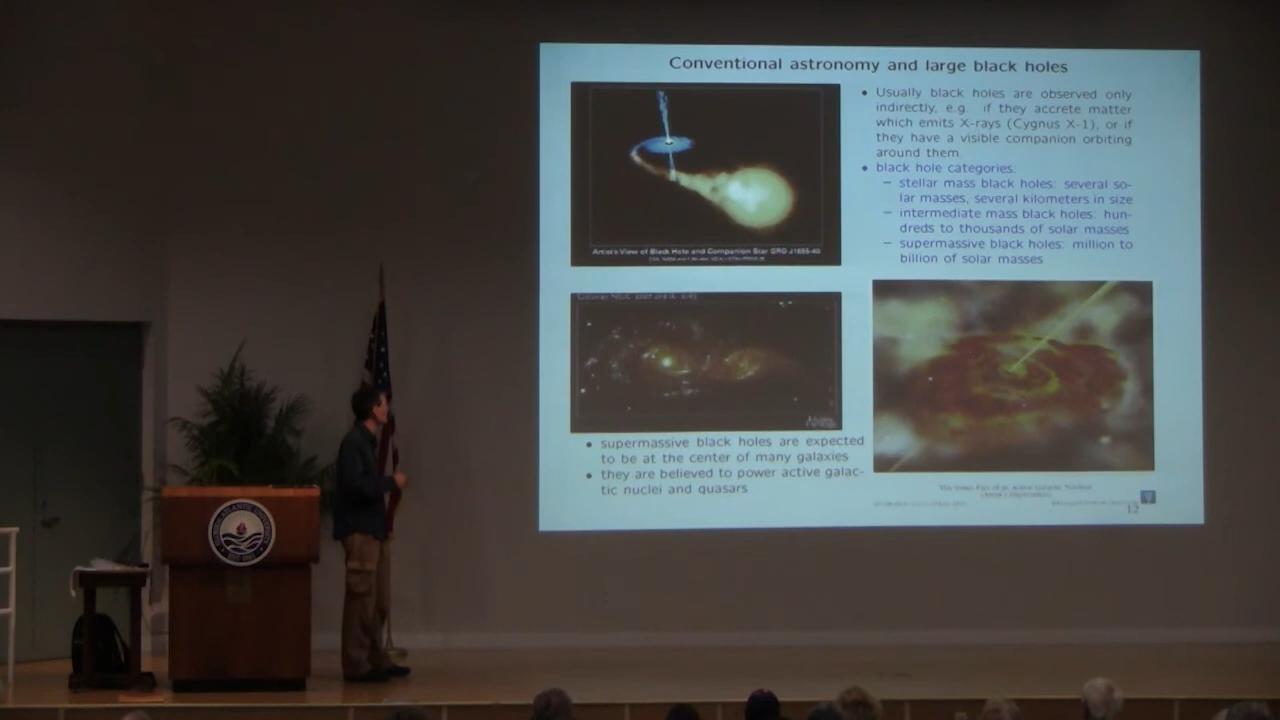 Conventional astronomy and large black holes
• Usually black holes are observed only
indirectly, e.g. if they accrete matter
which emits X-rays (Cygnus X-1), or if
they have a visible companion orbiting
around them.
• black hole categories:
– stellar mass black holes: several so-
lar masses, several kilometers in size
– intermediate mass black holes: hun-
dreds to thousands of solar masses
– supermassive black holes: million to
billion of solar masses
Artist's View of Black Hole and Companion Star GRO J1655-40
• supermassive black holes are expected
to be at the center of many galaxies
• they are believed to power active galac-
tic nuclei and quasars
12